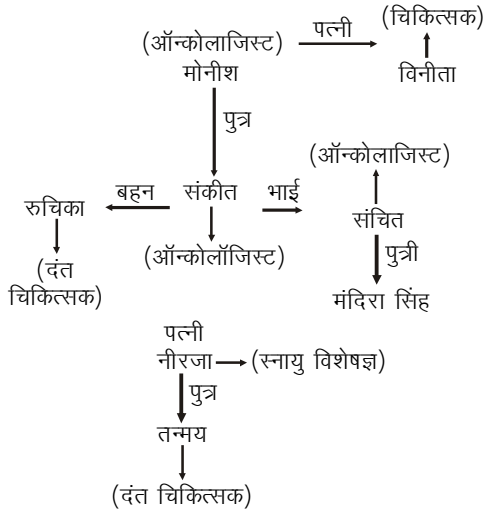 (चिकित्सक)
(ऑन्कोलाजिस्ट) पत्नी
मोनीश विनीता
पुत्र
(ऑन्कोलाजिस्ट)
बहन संकीत भाई
रुचिका संचित
(दंत (ऑन्कोलॉजिस्ट) पुत्री
चिकित्सक) मंदिरा सिंह
पत्नी
नीरजा (स्नायु विशेषज्ञ)
पुत्र
तन्मय
(दंत चिकित्सक)